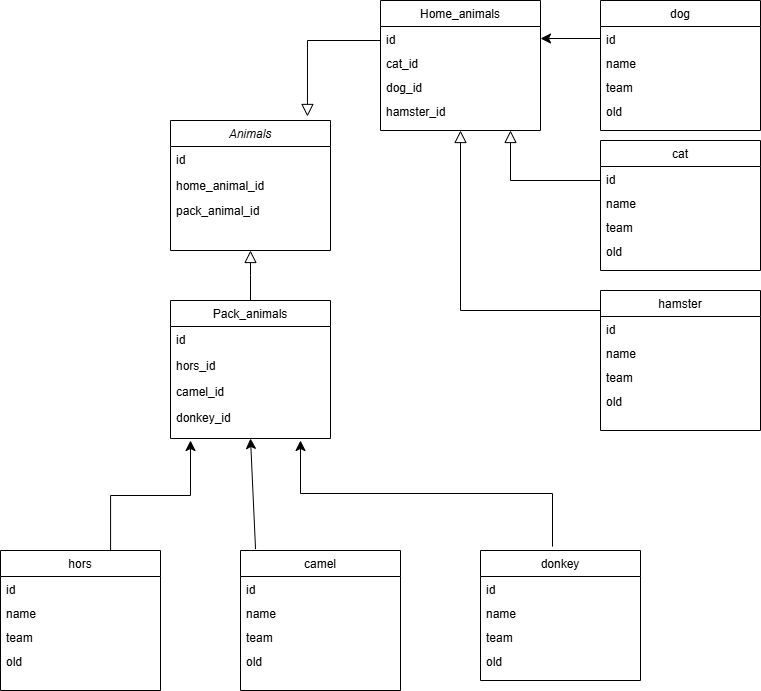 Home_animals
id
cat_id
dog_id
hamster_id
dog
id
name
team
old
Animals
id
home_animal_id
pack_animal_id
cat
id
name
team
old
hamster
id
name
team
old
Pack_animals
id
hors_id
camel_id
donkey_id
hors
id
name
team
old
camel
id
name
team
old
donkey
id
name
team
old